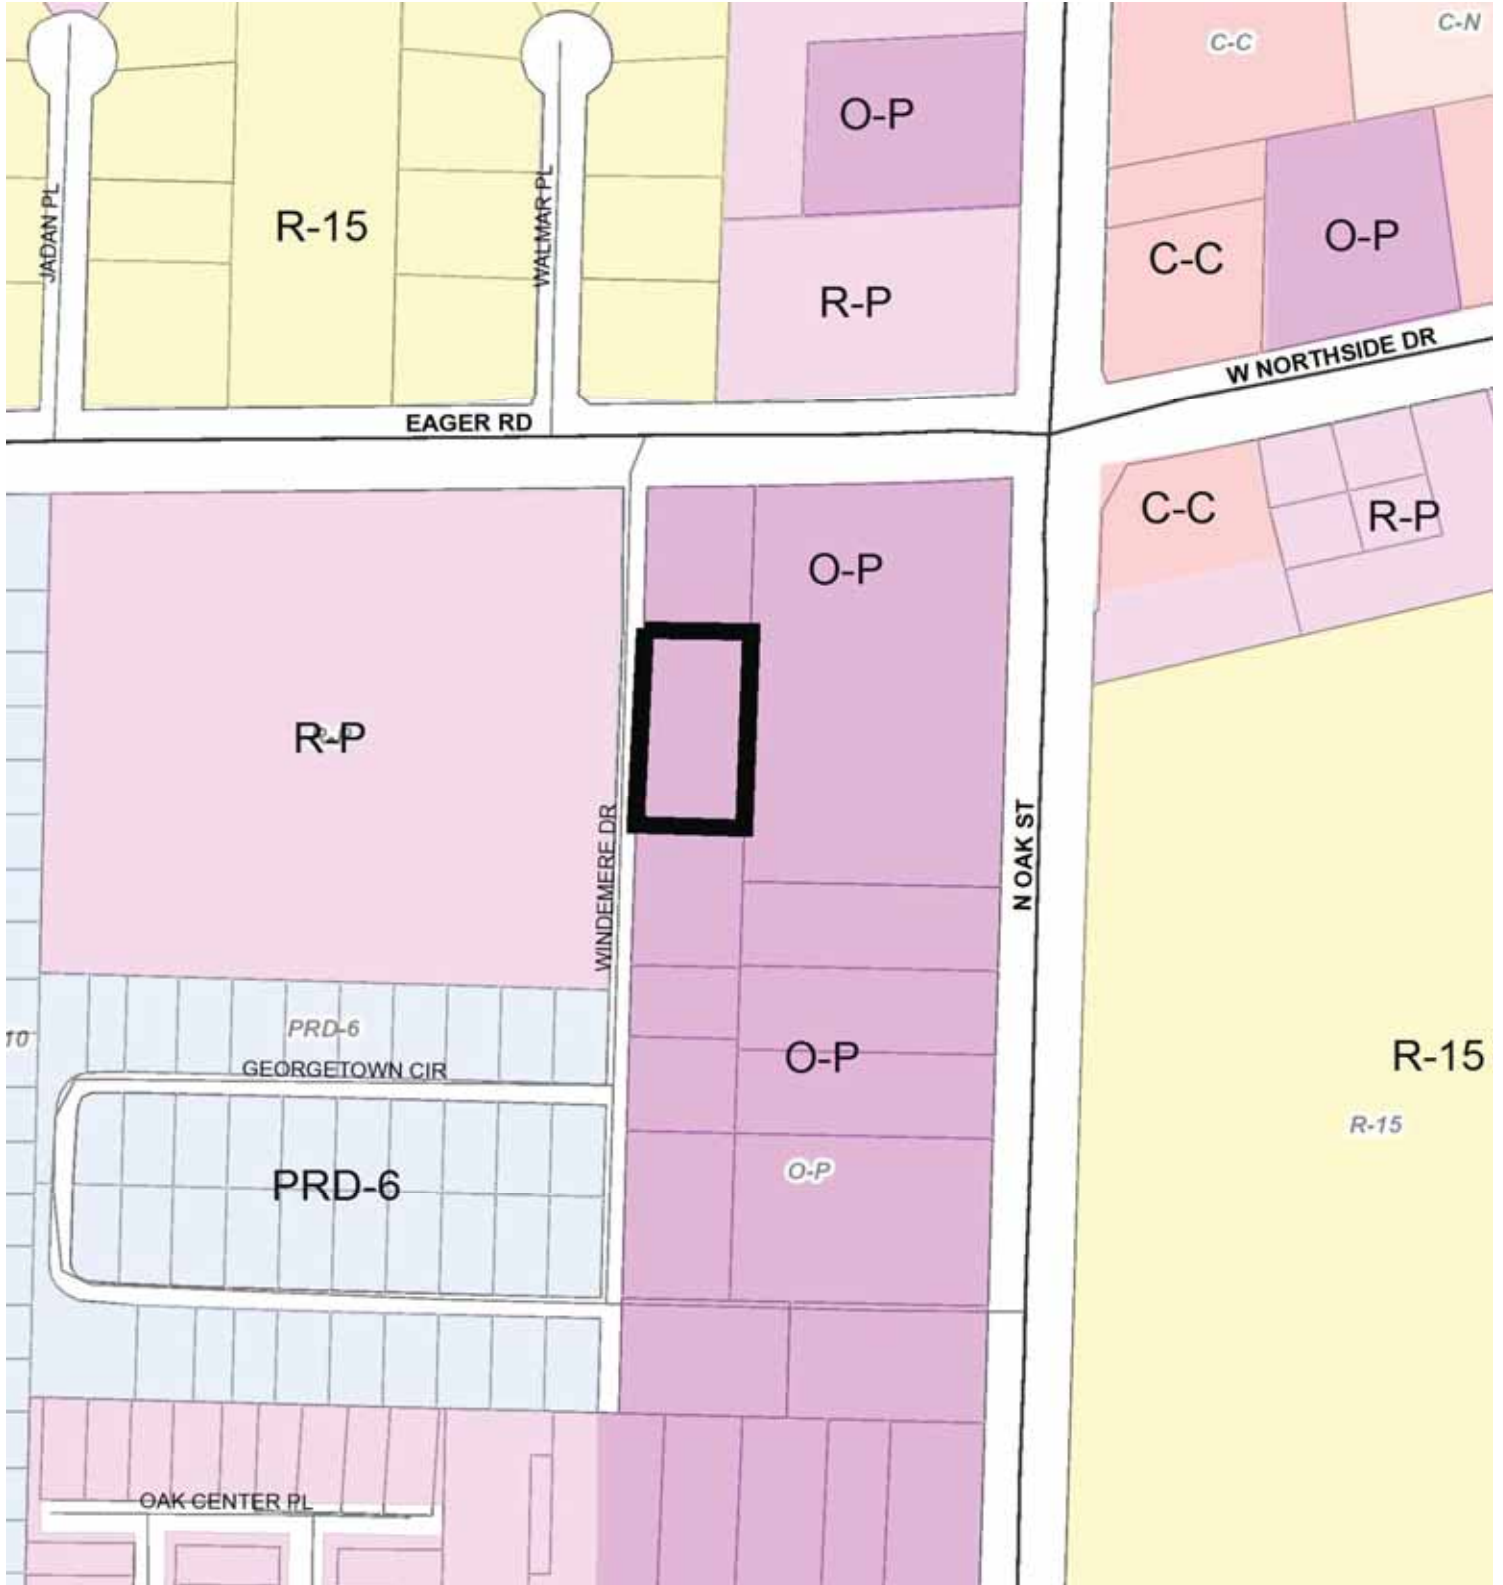 C-N
C-C
O-P
JADAN PL
R-15
WALMAR PL
O-P
C-C
R-P
W NORTHSIDE DR
EAGER RD
C-C
R-P
O-P
R-P
WINDEMERE DR
N OAK ST
10
PRD-6
O-P
R-15
GEORGETOWN CIR
R-15
O-P
PRD-6
OAK CENTER PL